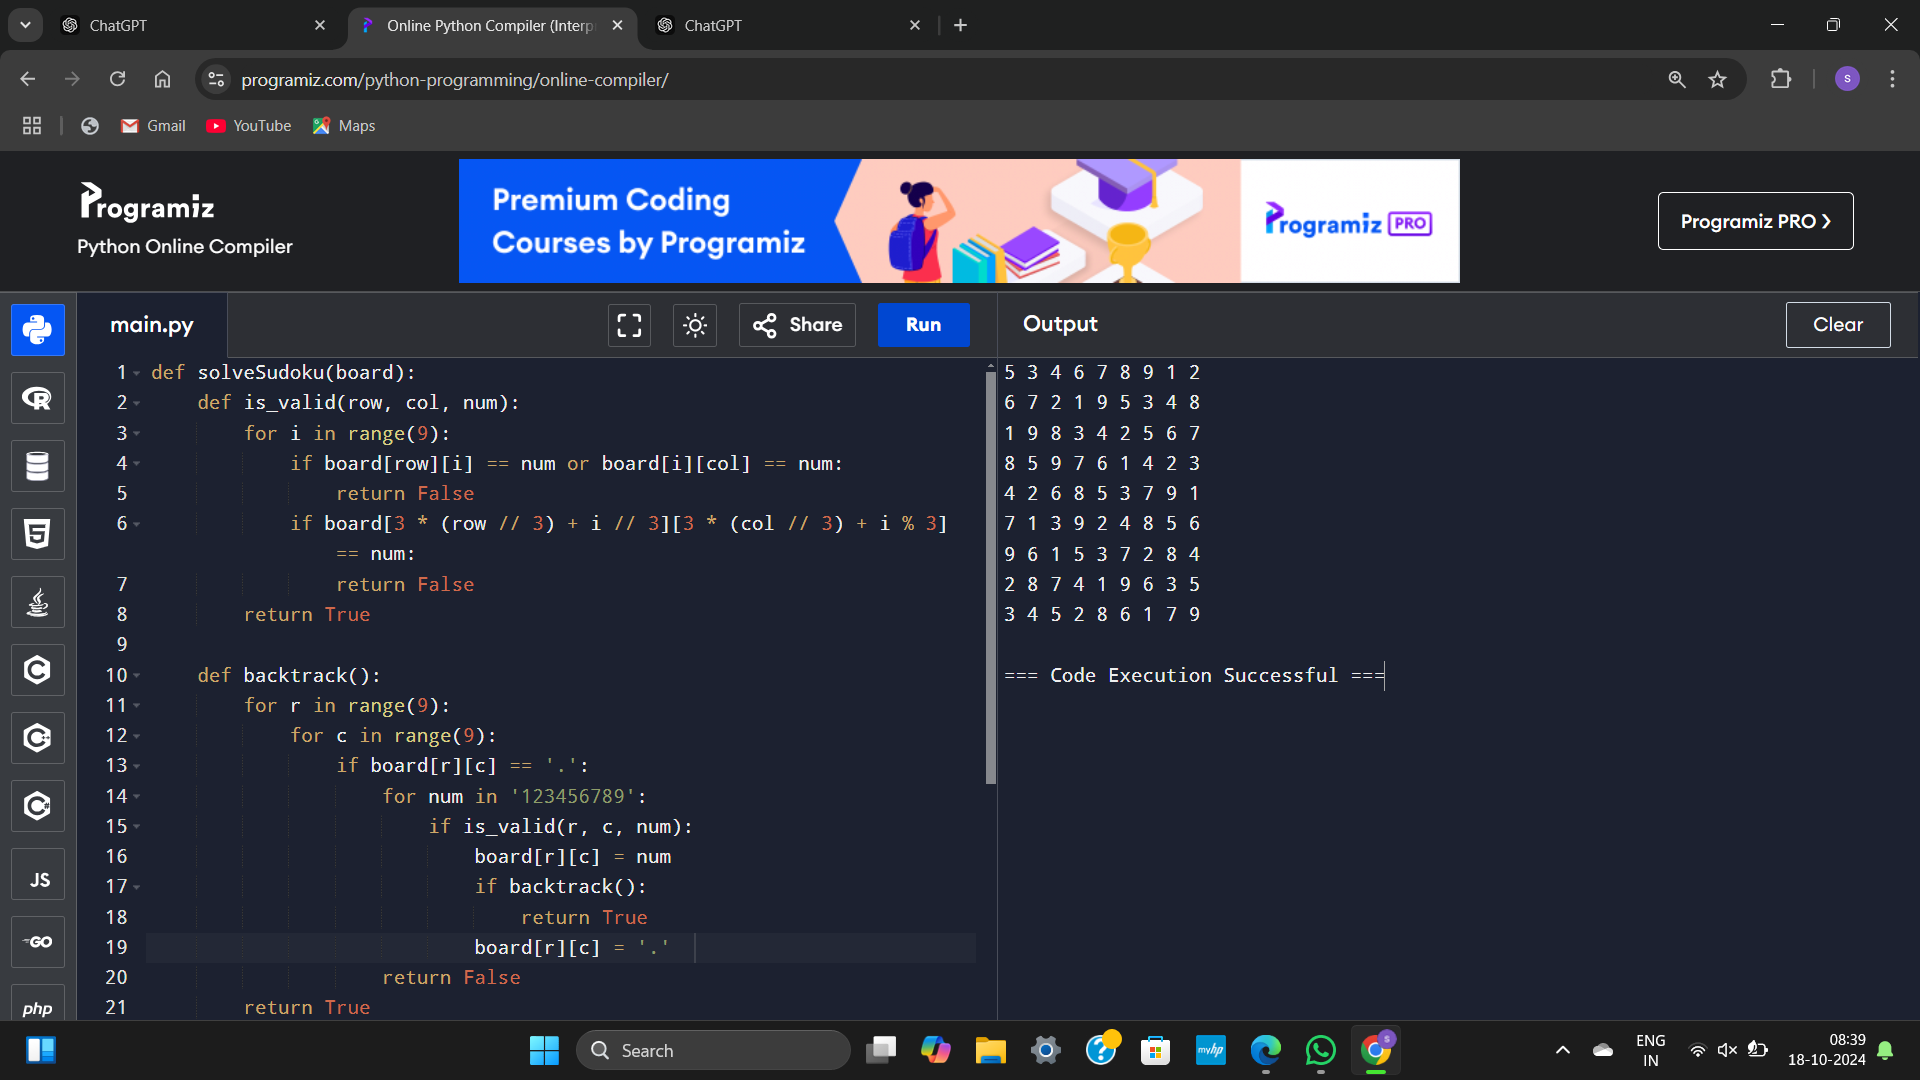 ChatGPT
Online Python Compiler (Interp
ChatGPT
programiz.com/python-programming/online-compiler/
S
Gmail
YouTube
Maps
Programiz
Python Online Compiler
Premium Coding
Courses by Programiz
Programiz PRO
Programiz PRO
main.py
Share
Run
Output
Clear
1 def solveSudoku(board):
2 def is_valid(row, col, num):
3 for i in range(9):
4 if board[row][i] == num or board[i][col] == num:
5 return False
6 if board[3 * (row // 3) + i // 3][3 * (col // 3) + i % 3]
== num:
7 return False
8 return True
9
10 def backtrack():
11 for r in range(9):
12 for c in range(9):
13 if board[r][c] == '.':
14 for num in '123456789':
15 if is_valid(r, c, num):
16 board[r][c] = num
17 if backtrack():
18 return True
19 board[r][c] = '.'
20 return False
21 return True
5 3 4 6 7 8 9 1 2
6 7 2 1 9 5 3 4 8
1 9 8 3 4 2 5 6 7
8 5 9 7 6 1 4 2 3
4 2 6 8 5 3 7 9 1
7 1 3 9 2 4 8 5 6
9 6 1 5 3 7 2 8 4
2 8 7 4 1 9 6 3 5
3 4 5 2 8 6 1 7 9
=== Code Execution Successful ===
R
5
C
C
C#
JS
GO
php
Search
myhp
S
ENG
IN
08:39
18-10-2024